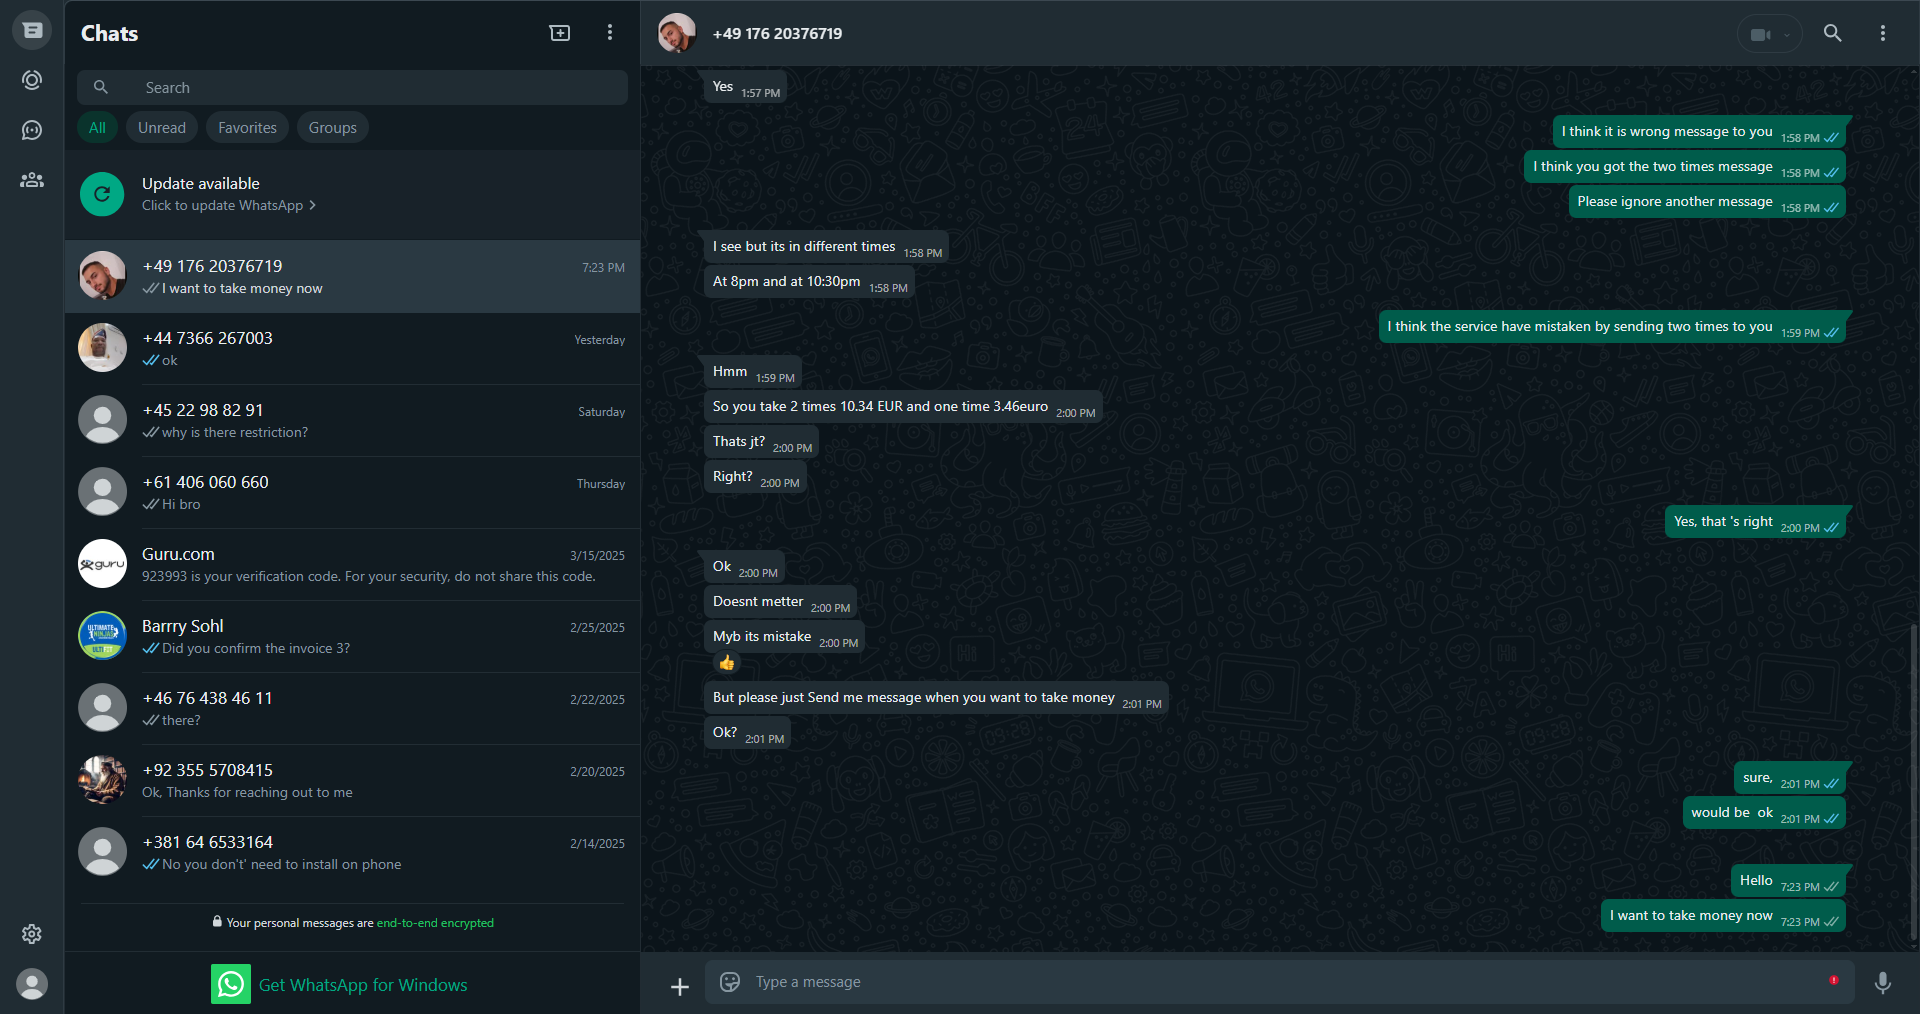 Chats
Search
All
Unread
Favorites
Groups
Update available
Click to update WhatsApp
+49 176 20376719
7:23 PM
I want to take money now
+44 7366 267003
Yesterday
ok
+45 22 98 82 91
Saturday
why is there restriction?
+61 406 060 660
Thursday
Hi bro
guru
Guru.com
3/15/2025
923993 is your verification code. For your security, do not share this code.
ULTIMATE
NINJAS
Barrry Sohl
2/25/2025
Did you confirm the invoice 3?
+46 76 438 46 11
2/22/2025
there?
+92 355 5708415
2/20/2025
Ok, Thanks for reaching out to me
+381 64 6533164
2/14/2025
No you don't' need to install on phone
Your personal messages are end-to-end encrypted
Get WhatsApp for Windows
+49 176 20376719
Yes 1:57 PM
I think it is wrong message to you 1:58 PM
I think you got the two times message 1:58 PM
Please ignore another message 1:58 PM
I see but its in different times 1:58 PM
At 8pm and at 10:30pm 1:58 PM
I think the service have mistaken by sending two times to you 1:59 PM
Hmm 1:59 PM
So you take 2 times 10.34 EUR and one time 3.46euro 2:00 PM
Thats jt? 2:00 PM
Right? 2:00 PM
Yes, that 's right 2:00 PM
Ok 2:00 PM
Doesnt metter 2:00 PM
Myb its mistake 2:00 PM
But please just Send me message when you want to take money 2:01 PM
Ok? 2:01 PM
sure, 2:01 PM
would be  ok 2:01 PM
Hello 7:23 PM
I want to take money now 7:23 PM
Type a message